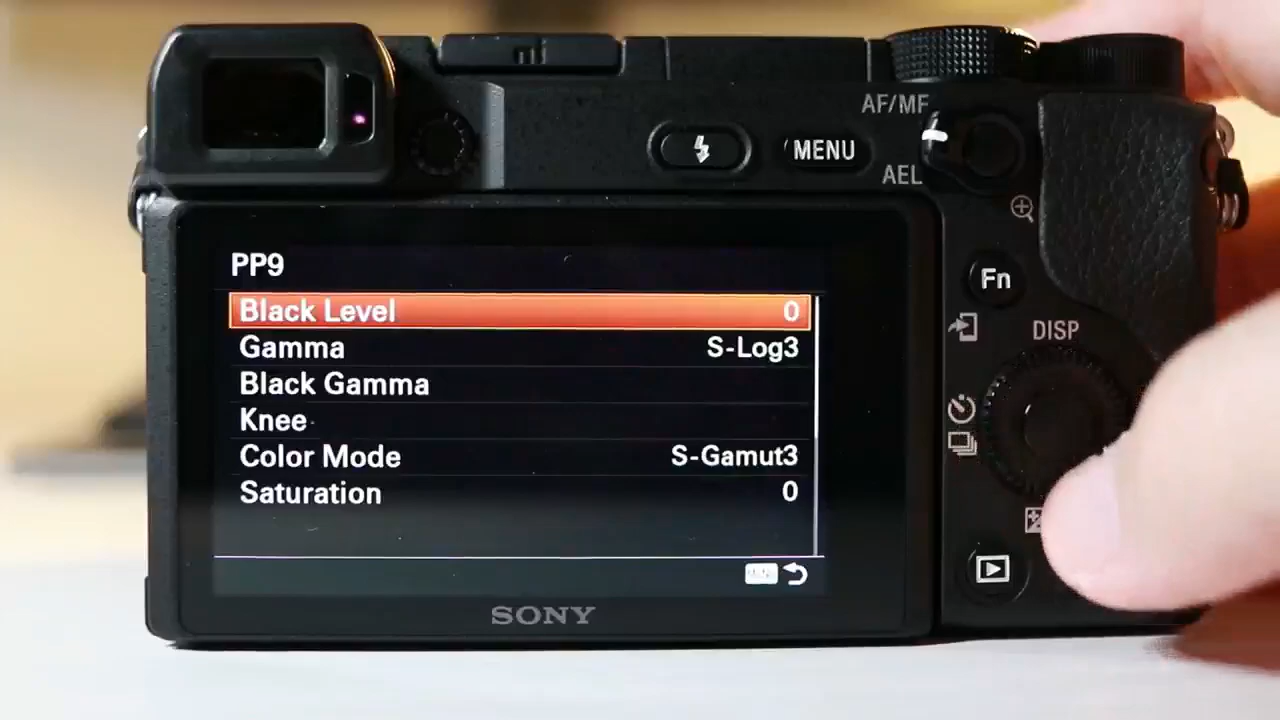 AF/MF
MENU
AEL
PP9
Black Level 0
Gamma S-Log3
Black Gamma
Knee
Color Mode S-Gamut3
Saturation 0
Fn
DISP
SONY